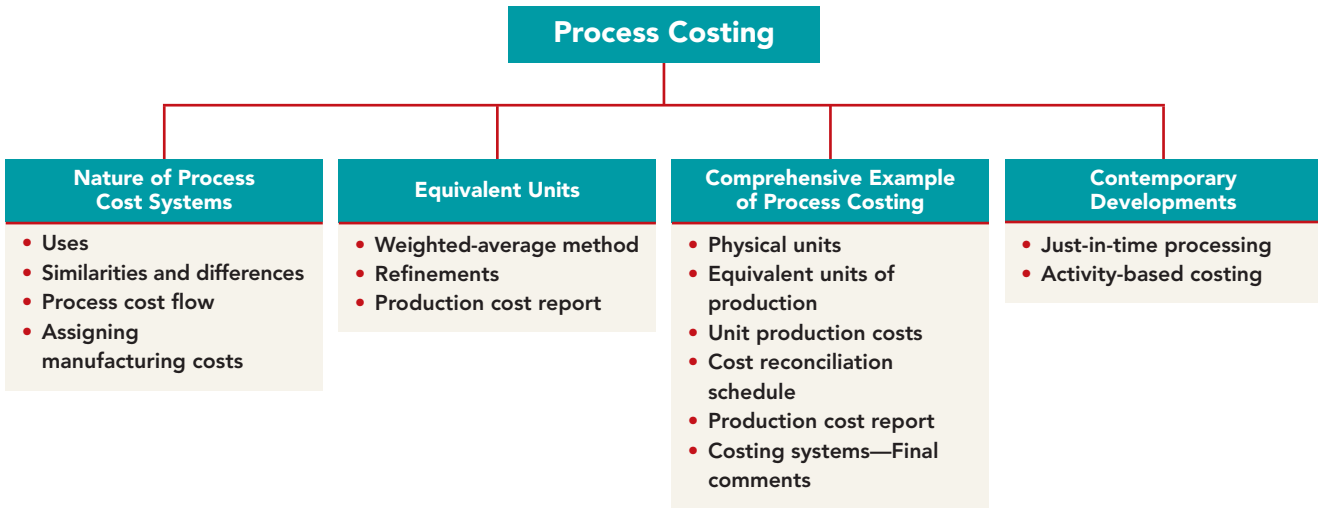 Process Costing
Nature of Process
Cost Systems
• Uses
• Similarities and differences
• Process cost flow
• Assigning
manufacturing costs
Equivalent Units
• Weighted-average method
• Refinements
• Production cost report
Comprehensive Example
of Process Costing
• Physical units
• Equivalent units of
production
• Unit production costs
• Cost reconciliation
schedule
• Production cost report
• Costing systems—Final
comments
Contemporary
Developments
• Just-in-time processing
• Activity-based costing